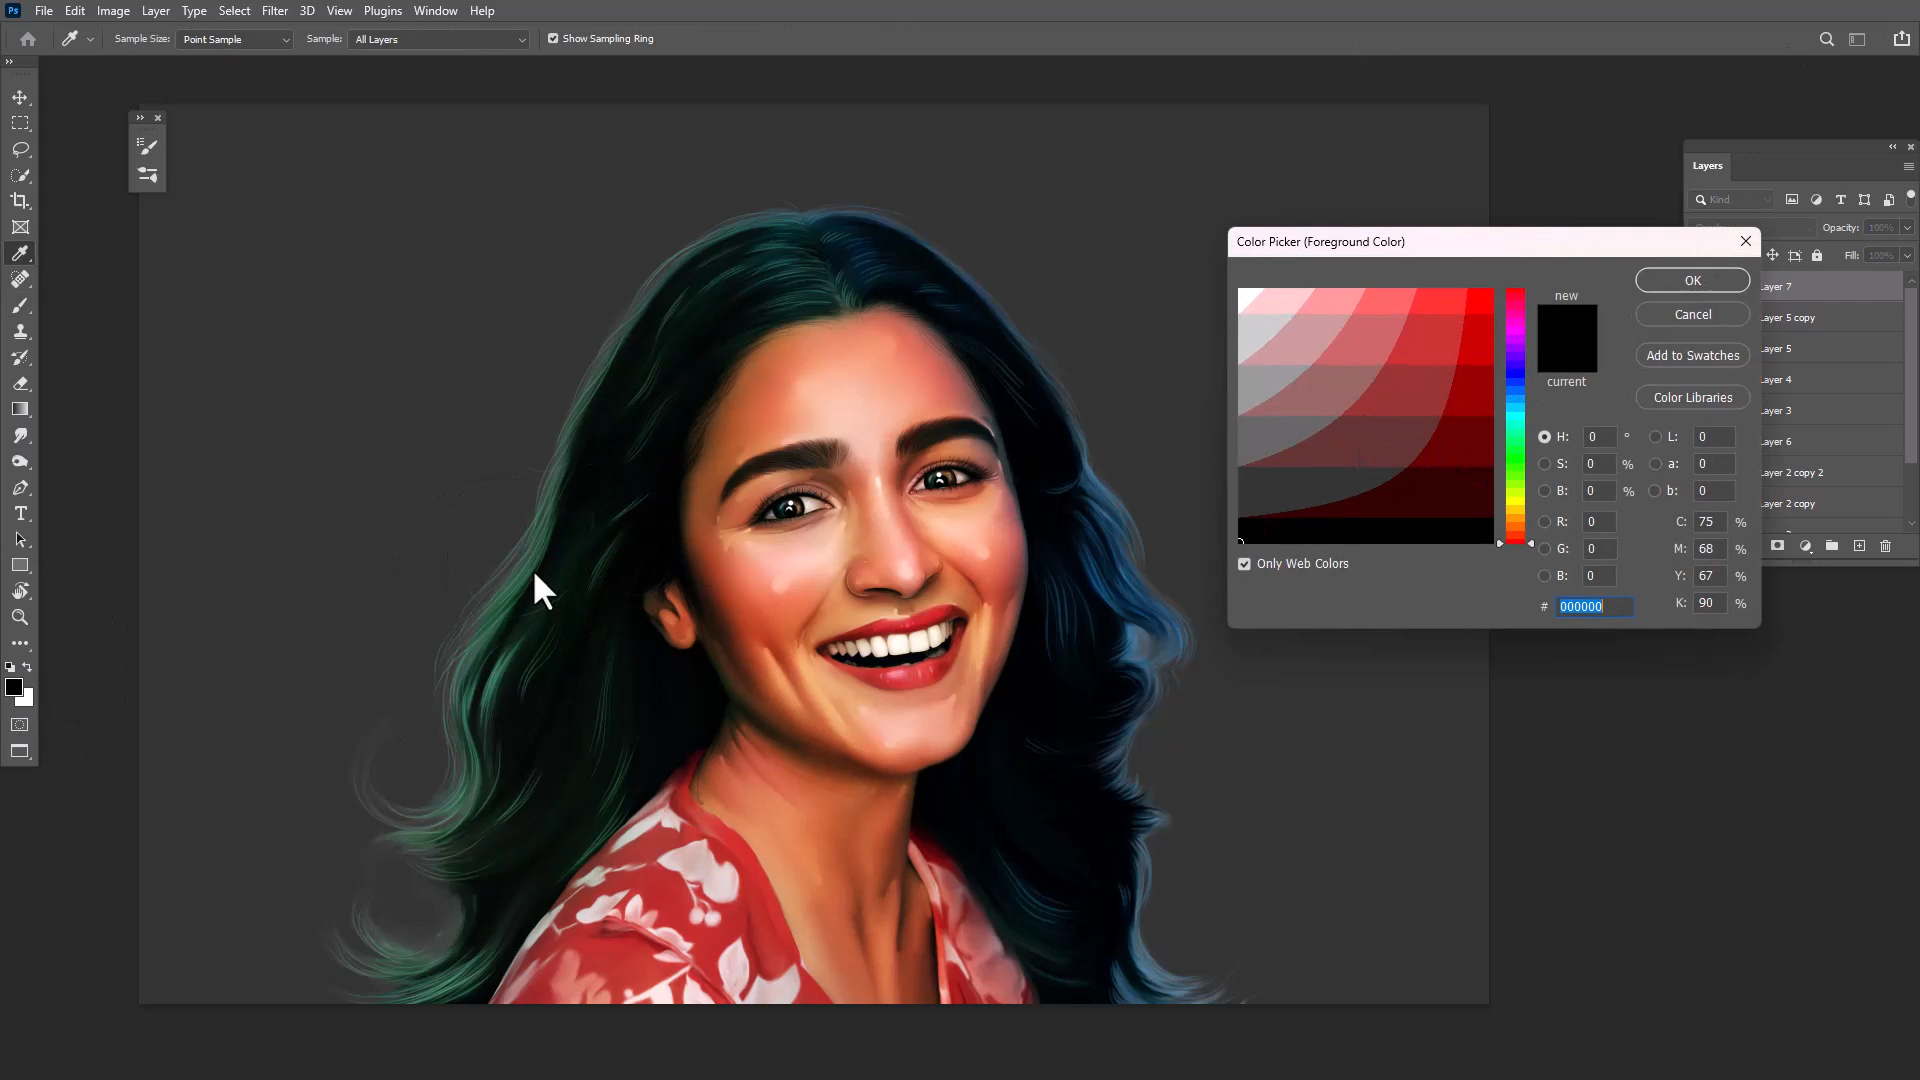 Ps File Edit Image Layer Type Select Filter 3D View Plugins Window Help
Sample Size: Point Sample Sample: All Layers Show Sampling Ring
Layers
Kind
Opacity: 100%
Fill: 100%
Color Picker (Foreground Color)
new
current
OK
Cancel
Add to Swatches
Color Libraries
H: 0 ° L: 0
S: 0 % a: 0
B: 0 % b: 0
R: 0 C: 75 %
G: 0 M: 68 %
B: 0 Y: 67 %
# 000000 K: 90 %
Only Web Colors
ayer 7
ayer 5 copy
ayer 5
ayer 4
ayer 3
ayer 6
ayer 2 copy 2
ayer 2 copy